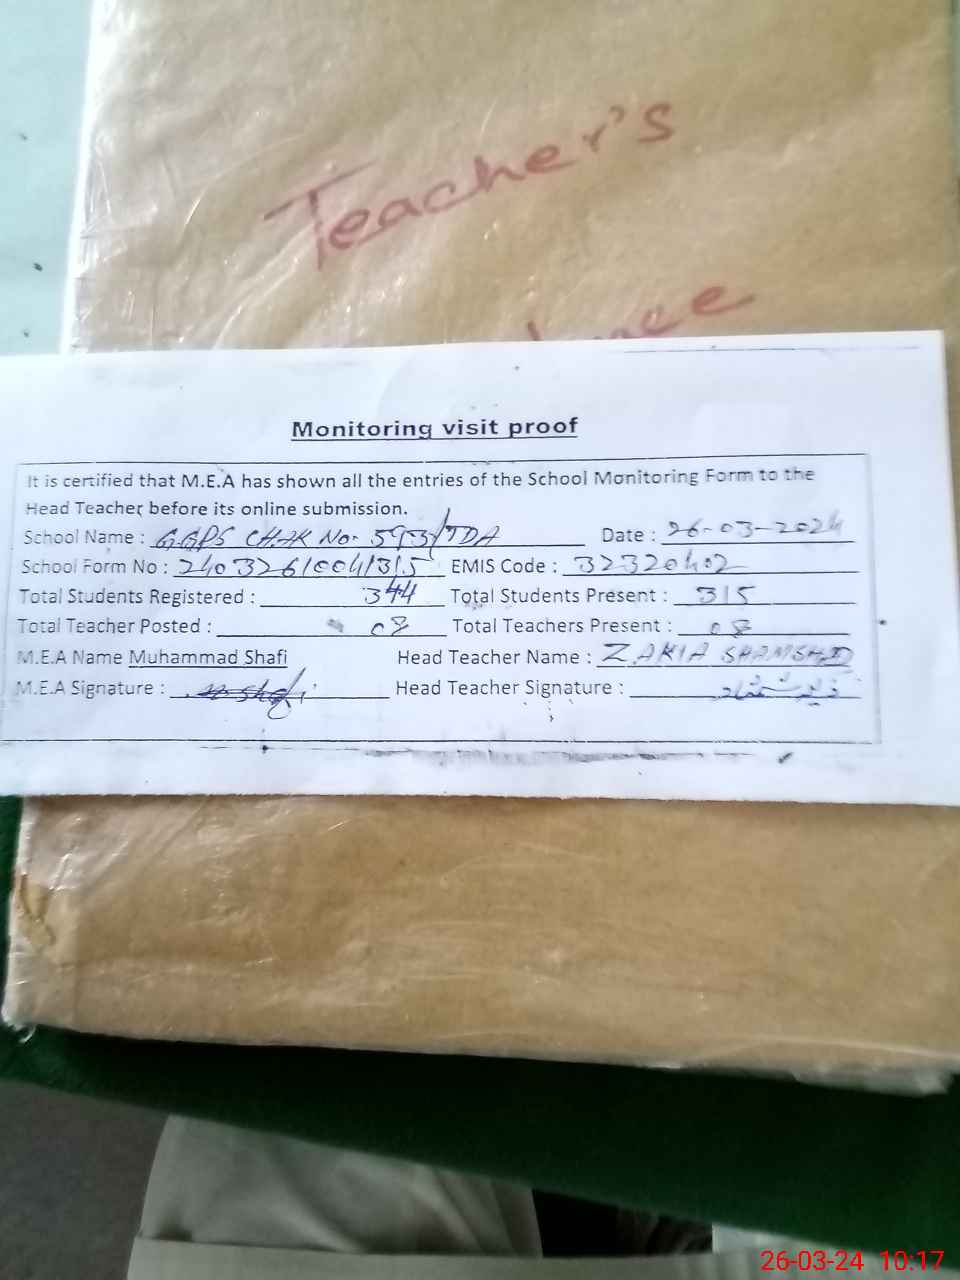 Teacher's
Monitoring visit proof
It is certified that M.E.A has shown all the entries of the School Monitoring Form to the
Head Teacher before its online submission.
School Name : GGPS CHAK No. 593/TDA Date : 26-03-2024
School Form No : 24032610041315 EMIS Code : 32320402
Total Students Registered : 344 Total Students Present : 315
Total Teacher Posted : 08 Total Teachers Present : 08
M.E.A Name Muhammad Shafi Head Teacher Name : ZAKIA SHAMSHAD
M.E.A Signature : M Shafi Head Teacher Signature :
26-03-24 10:17